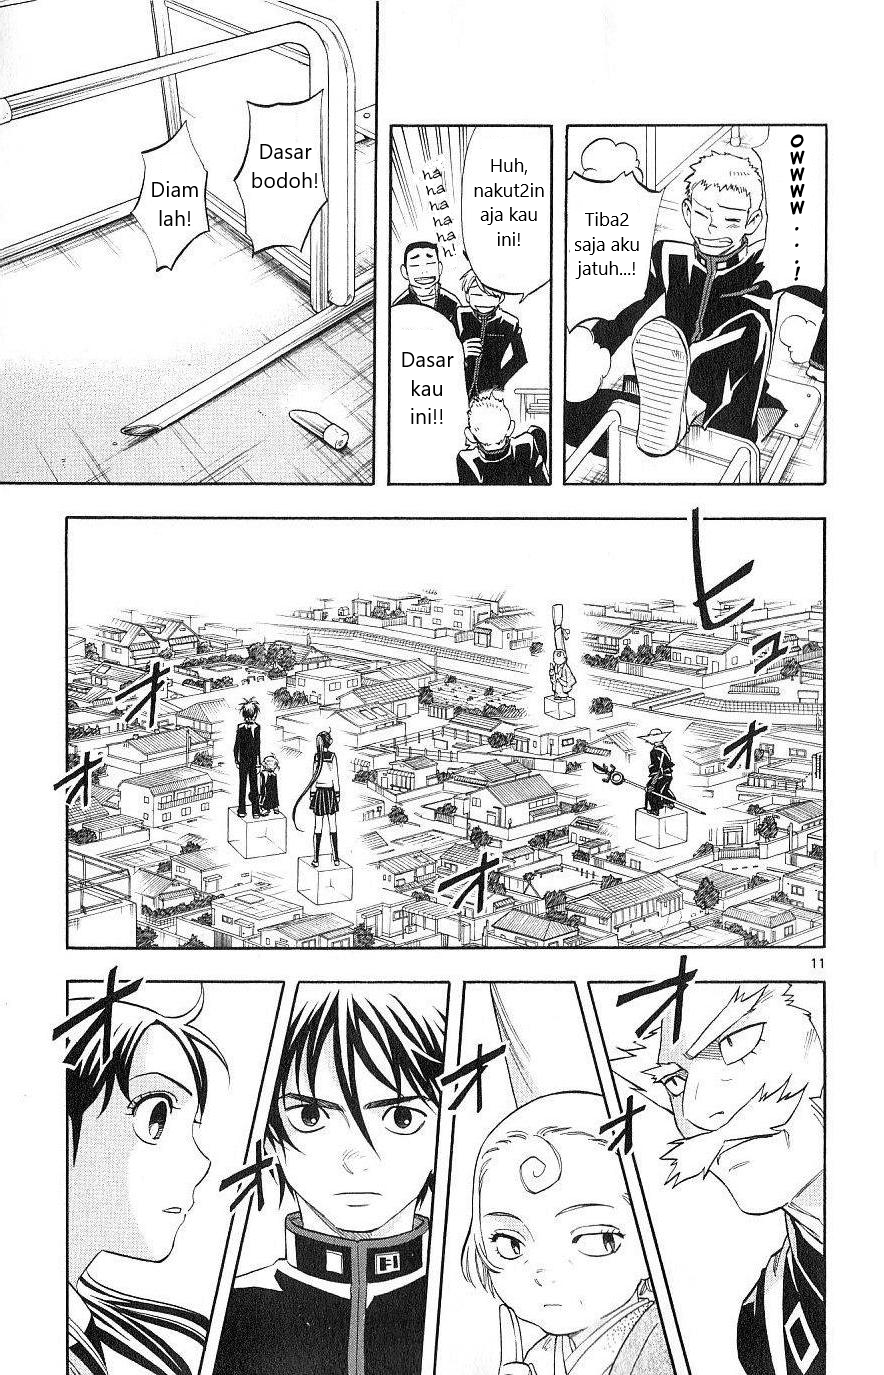 OWWWW...!
Tiba2
saja aku
jatuh...!
Huh,
nakut2in
aja kau
ini!
ha
ha
ha
ha
ha
ha!
Dasar
kau
ini!!
Dasar
bodoh!
Diam
lah!
ヒュ
オ
オ
オ
オ
11
オ
オ
オ
オ
オ